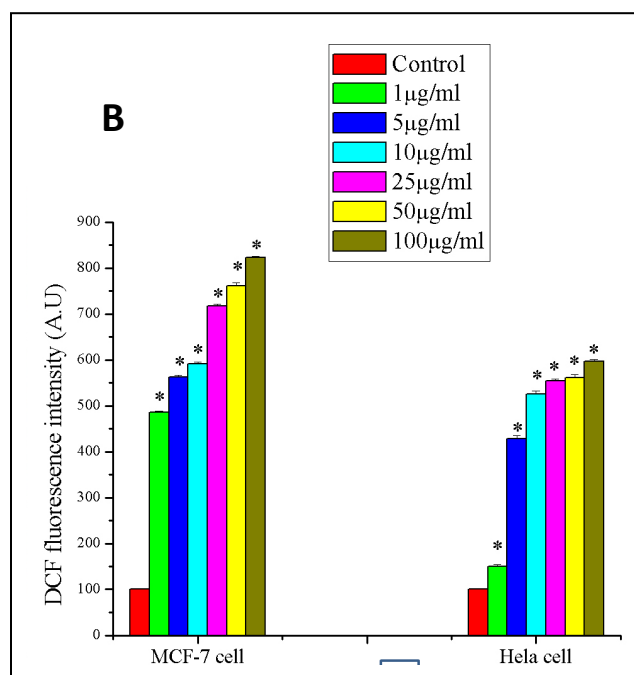 B
Control
1µg/ml
5µg/ml
10µg/ml
25µg/ml
50µg/ml
100µg/ml
DCF fluorescence intensity (A.U)
900
800
700
600
500
400
300
200
100
0
* * * * * *
* * * * * *
MCF-7 cell
Hela cell